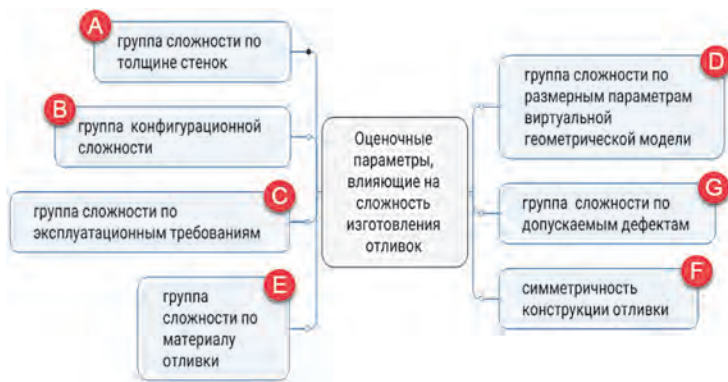 A
группа сложности по
толщине стенок
B
группа конфигурационной
сложности
C
группа сложности по
эксплуатационным требованиям
E
группа
сложности по
материалу
отливки
Оценочные
параметры,
влияющие на
сложность
изготовления
отливок
D
группа сложности по
размерным параметрам
виртуальной
геометрической модели
G
группа сложности по
допускаемым дефектам
F
симметричность
конструкции отливки